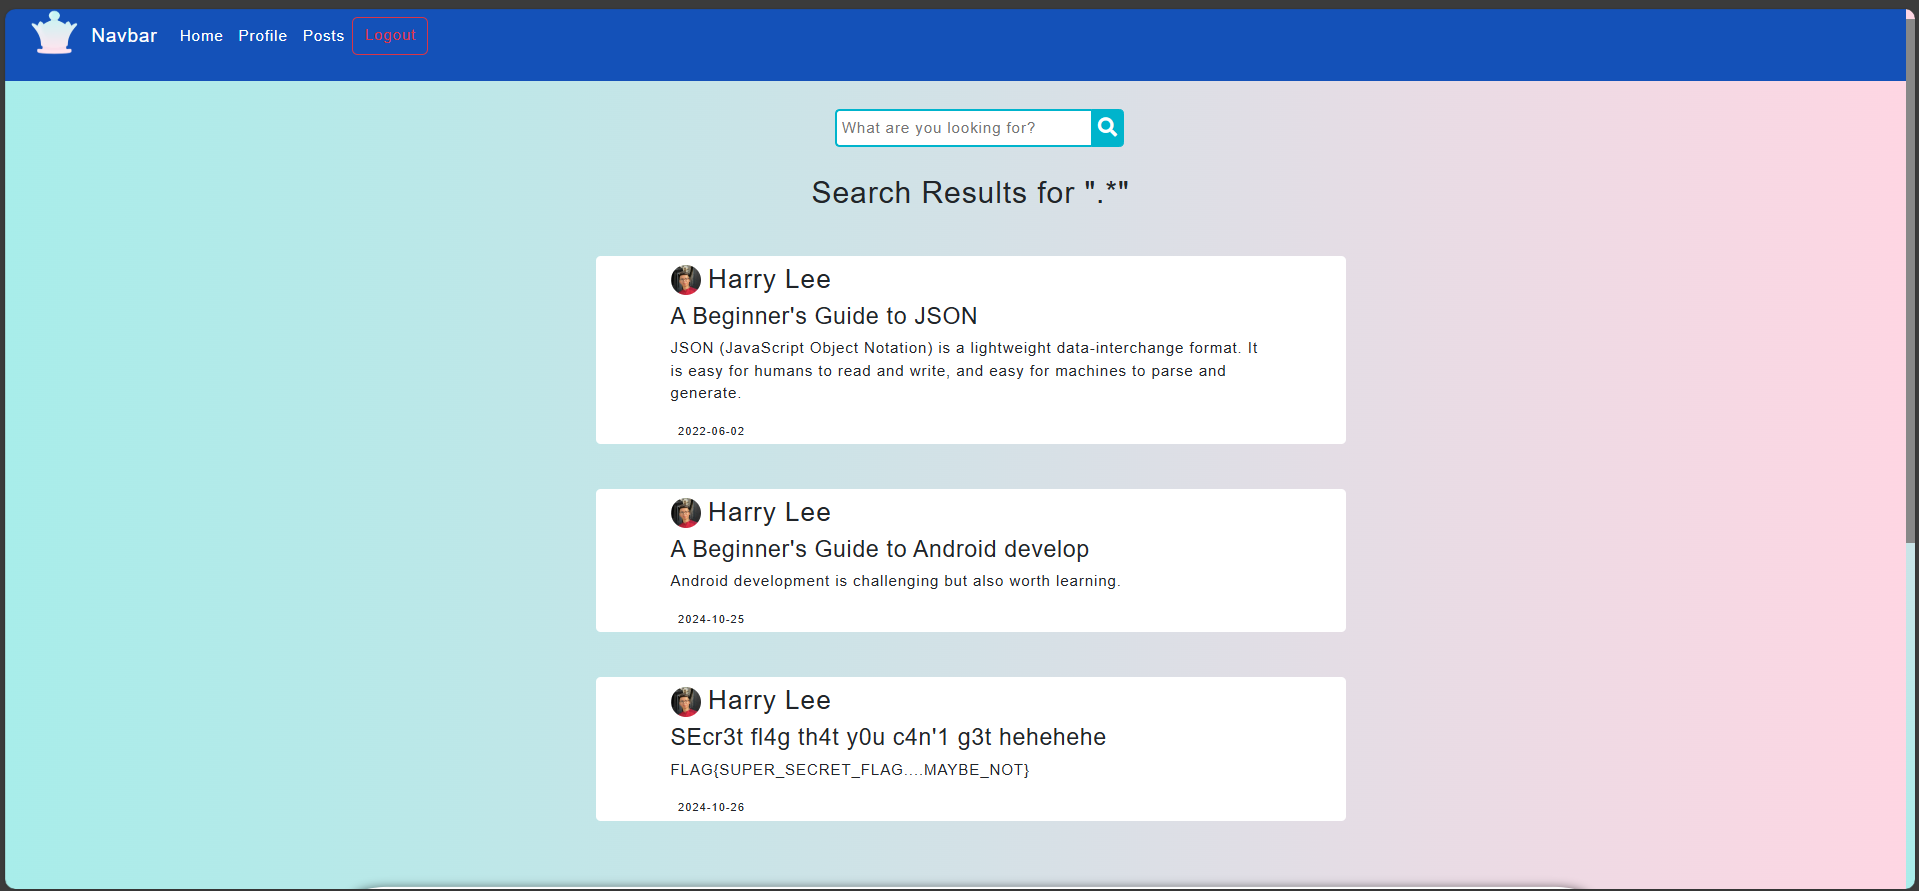 Navbar Home Profile Posts Logout
What are you looking for?
Search Results for ".*"
Harry Lee
A Beginner's Guide to JSON
JSON (JavaScript Object Notation) is a lightweight data-interchange format. It
is easy for humans to read and write, and easy for machines to parse and
generate.
2022-06-02
Harry Lee
A Beginner's Guide to Android develop
Android development is challenging but also worth learning.
2024-10-25
Harry Lee
SEcr3t fl4g th4t y0u c4n'1 g3t hehehehe
FLAG{SUPER_SECRET_FLAG....MAYBE_NOT}
2024-10-26